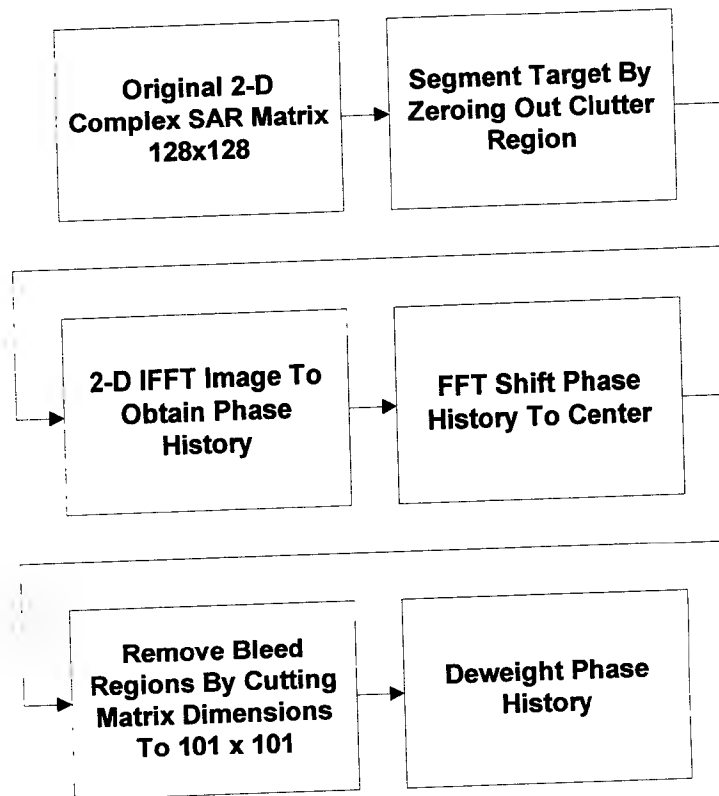 Original 2-D
Complex SAR Matrix
128x128
Segment Target By
Zeroing Out Clutter
Region
2-D IFFT Image To
Obtain Phase
History
FFT Shift Phase
History To Center
Remove Bleed
Regions By Cutting
Matrix Dimensions
To 101 x 101
Deweight Phase
History